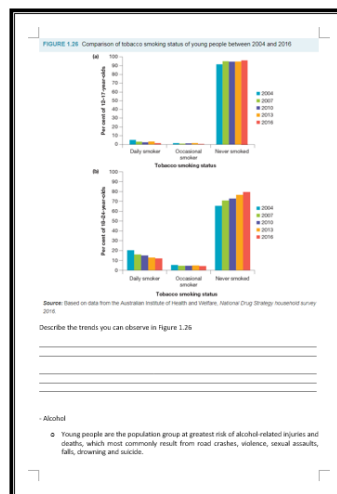 FIGURE 1.26 Comparison of tobacco smoking status of young people between 2004 and 2016
(a)
Per cent of 12–17-year-olds
100
90
80
70
60
50
40
30
20
10
0
Daily smoker
Occasional smoker
Never smoked
Tobacco smoking status
2004
2007
2010
2013
2016
(b)
Per cent of 18–24-year-olds
100
90
80
70
60
50
40
30
20
10
0
Daily smoker
Occasional smoker
Never smoked
Tobacco smoking status
2004
2007
2010
2013
2016
Source: Based on data from the Australian Institute of Health and Welfare, National Drug Strategy household survey
2016.
Describe the trends you can observe in Figure 1.26
- Alcohol
o Young people are the population group at greatest risk of alcohol-related injuries and
deaths, which most commonly result from road crashes, violence, sexual assaults,
falls, drowning and suicide.